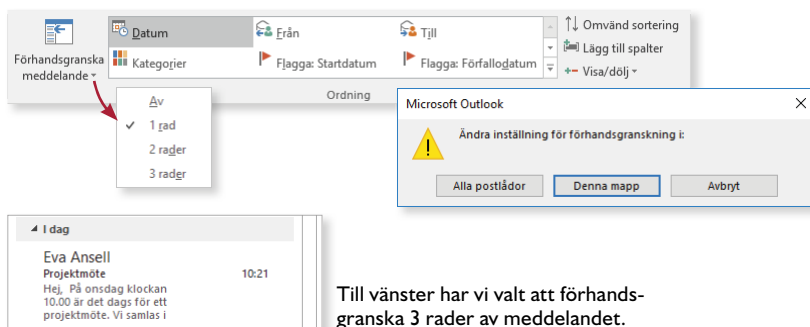 Förhandsgranska
meddelande
Datum
Från
Till
Kategorier
Flagga: Startdatum
Flagga: Förfallodatum
Omvänd sortering
Lägg till spalter
Visa/dölj
Ordning
Av
1 rad
2 rader
3 rader
Microsoft Outlook
Ändra inställning för förhandsgranskning i:
Alla postlådor
Denna mapp
Avbryt
I dag
Eva Ansell
Projektmöte 10:21
Hej, På onsdag klockan
10.00 är det dags för ett
projektmöte. Vi samlas i
Till vänster har vi valt att förhands-
granska 3 rader av meddelandet.